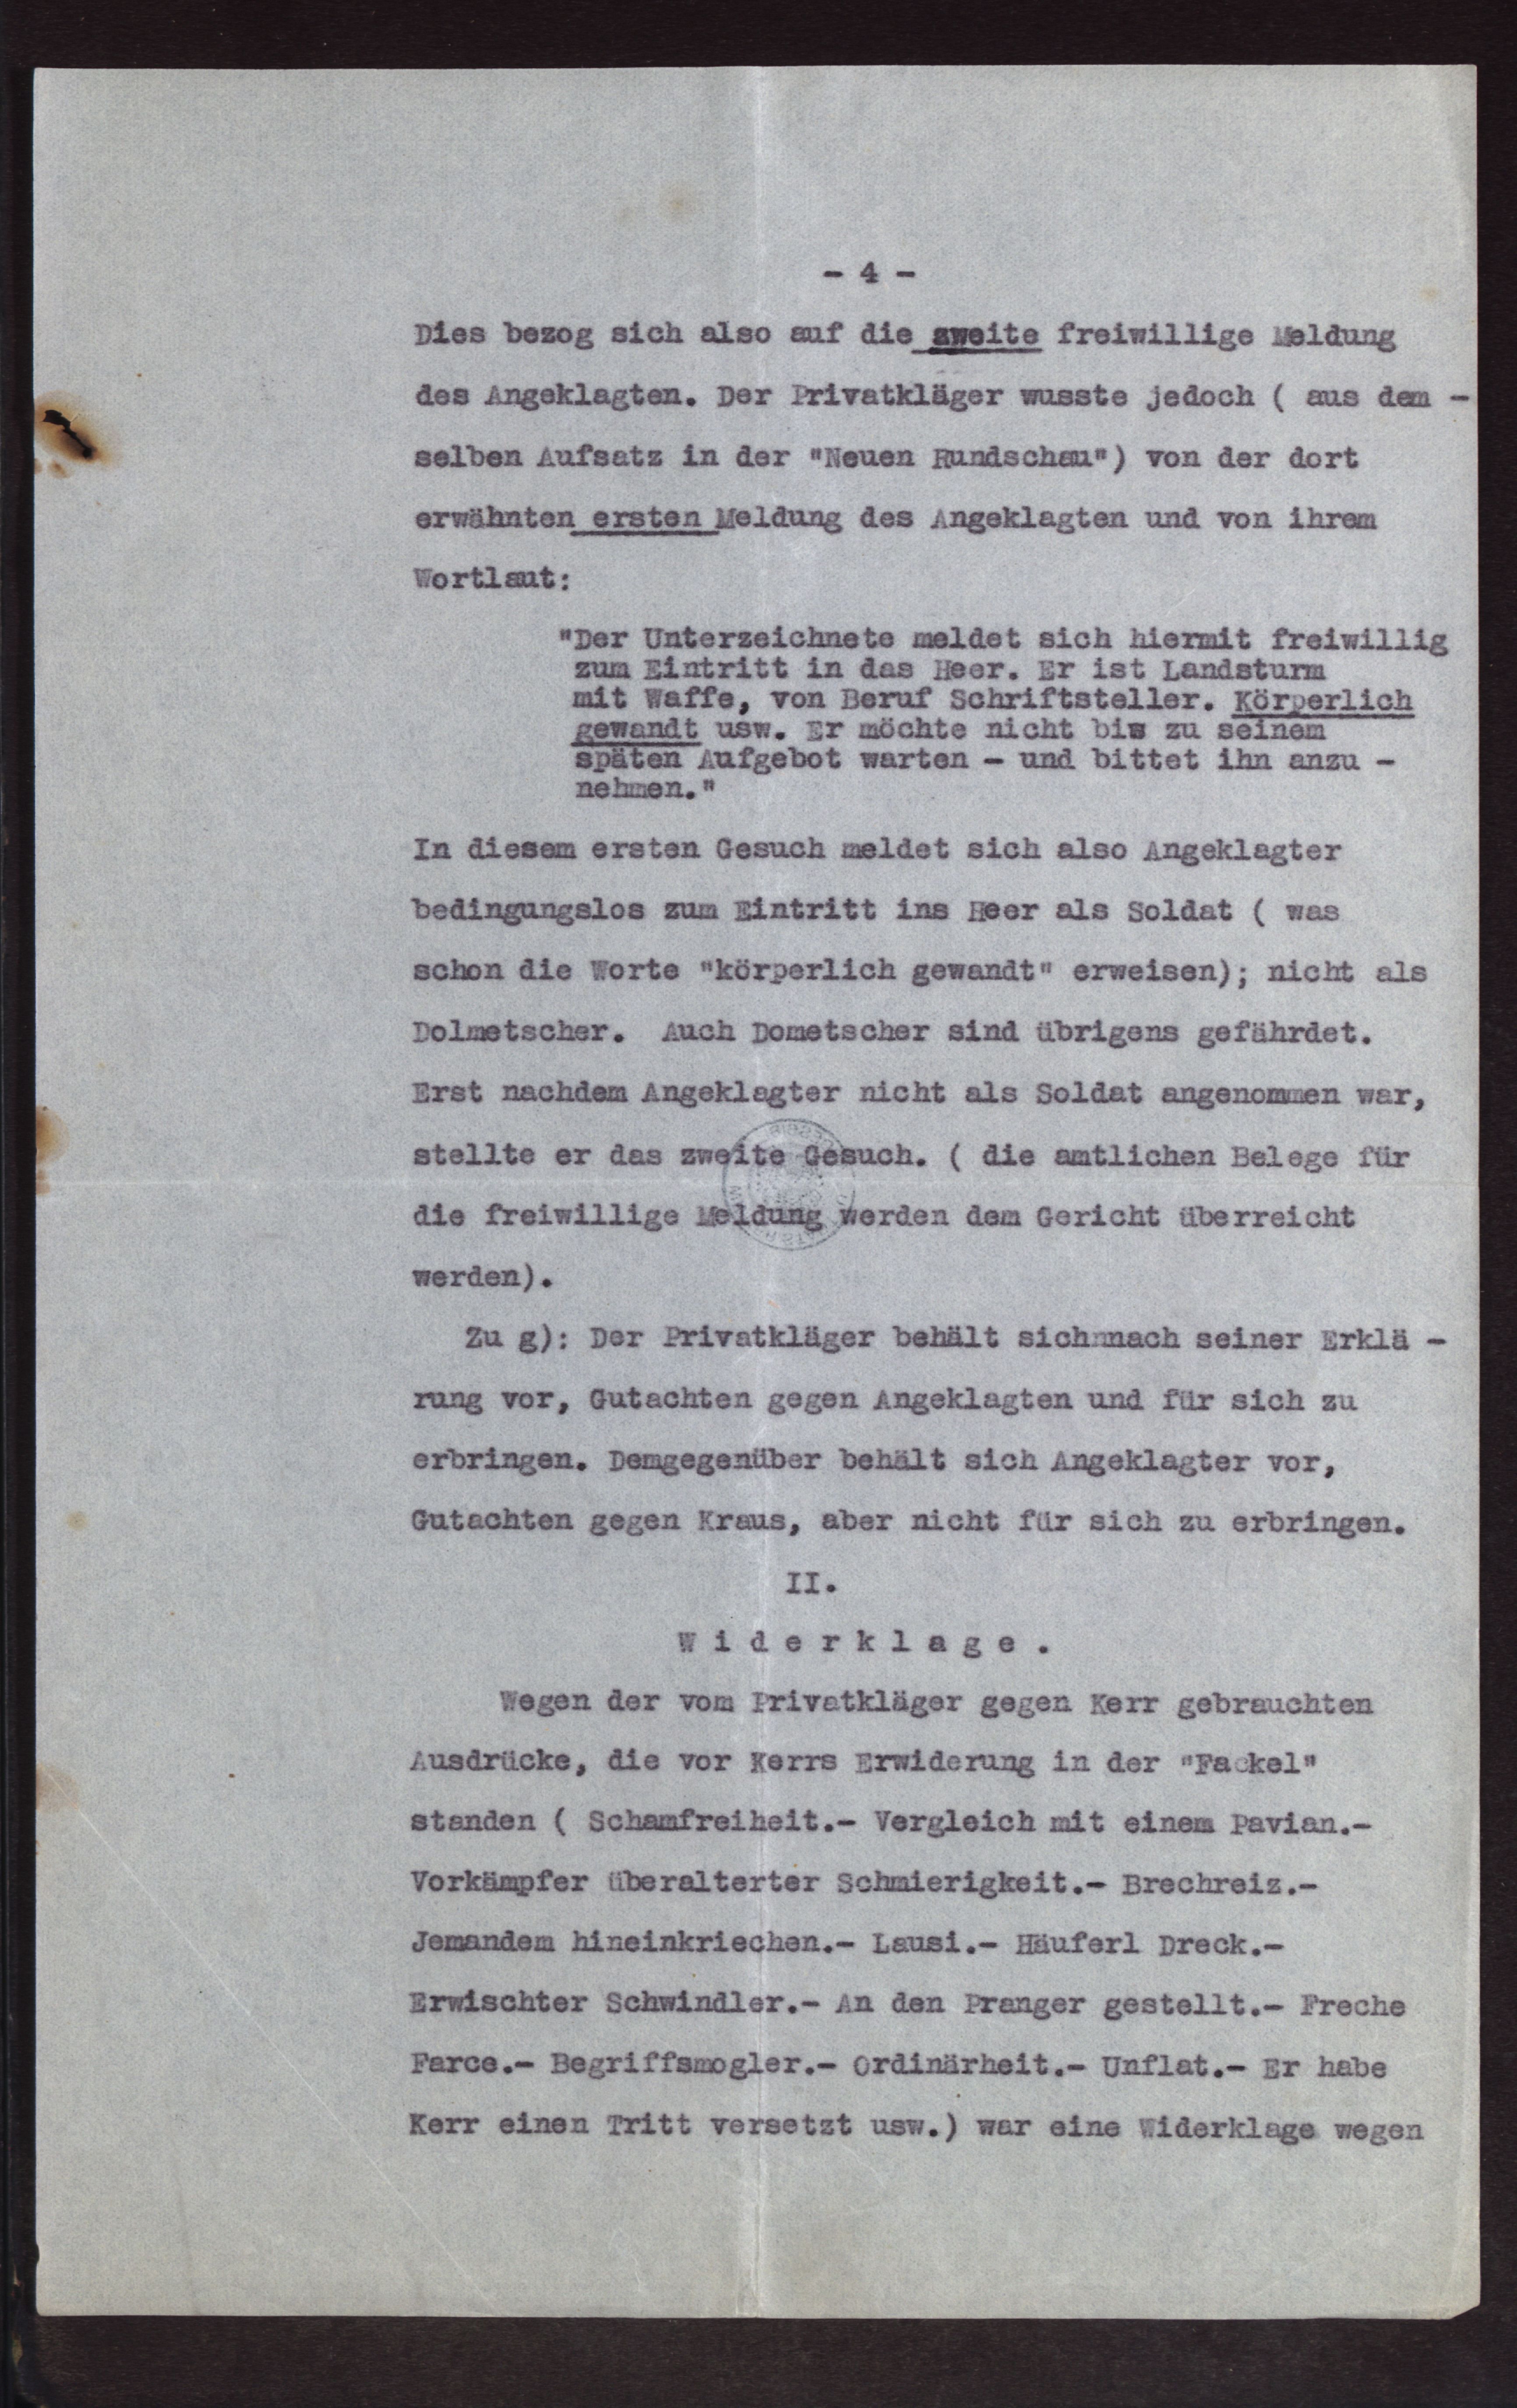 - 4 -
Dies bezog sich also auf die zweite freiwillige Meldung
des Angeklagten. Der Privatkläger wusste jedoch ( aus dem -
selben Aufsatz in der "Neuen Rundschau") von der dort
erwähnten ersten Meldung des Angeklagten und von ihrem
Wortlaut:
"Der Unterzeichnete meldet sich hiermit freiwillig
zum Eintritt in das Heer. Er ist Landsturm
mit Waffe, von Beruf Schriftsteller. Körperlich
gewandt usw. Er möchte nicht bis zu seinem
späten Aufgebot warten - und bittet ihn anzu -
nehmen."
In diesem ersten Gesuch meldet sich also Angeklagter
bedingungslos zum Eintritt ins Heer als Soldat ( was
schon die Worte "körperlich gewandt" erweisen); nicht als
Dolmetscher. Auch Dometscher sind übrigens gefährdet.
Erst nachdem Angeklagter nicht als Soldat angenommen war,
stellte er das zweite Gesuch. ( die amtlichen Belege für
die freiwillige Meldung werden dem Gericht überreicht
werden).
Zu g): Der Privatkläger behält sichnnach seiner Erklä -
rung vor, Gutachten gegen Angeklagten und für sich zu
erbringen. Demgegenüber behält sich Angeklagter vor,
Gutachten gegen Kraus, aber nicht für sich zu erbringen.
II.
W i d e r k l a g e .
Wegen der vom Privatkläger gegen Kerr gebrauchten
Ausdrücke, die vor Kerrs Erwiderung in der "Fackel"
standen ( Schamfreiheit.- Vergleich mit einem Pavian.-
Vorkämpfer überalterter Schmierigkeit.- Brechreiz.-
Jemandem hineinkriechen.- Lausi.- Häuferl Dreck.-
Erwischter Schwindler.- An den Pranger gestellt.- Freche
Farce.- Begriffsmogler.- Ordinärheit.- Unflat.- Er habe
Kerr einen Tritt versetzt usw.) war eine Widerklage wegen